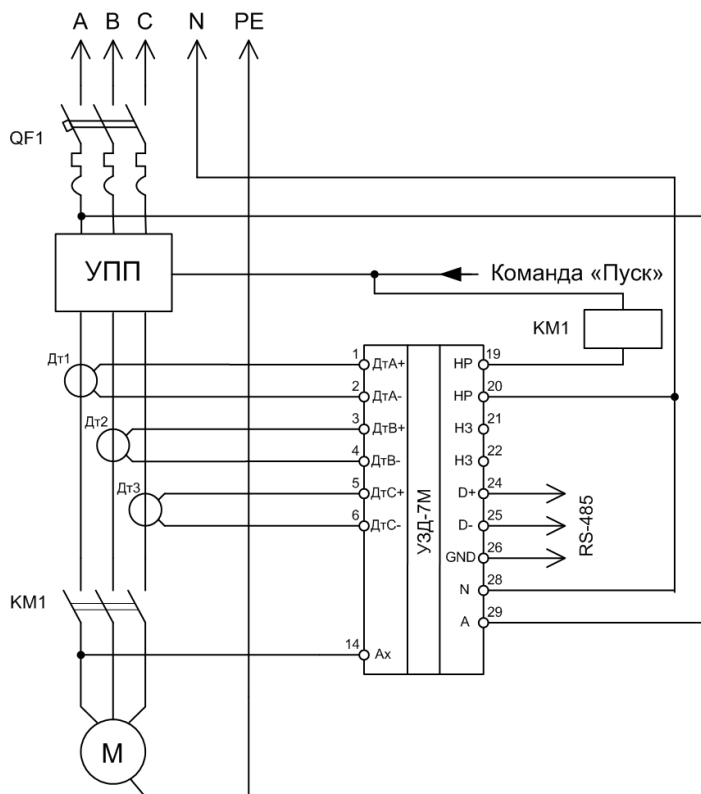 A B C N PE
QF1
УПП
Команда «Пуск»
KM1
Дт1
1 ДтА+ НР 19
2 ДтА- НР 20
Дт2
3 ДтВ+ НЗ 21
4 ДтВ- НЗ 22
Дт3
5 ДтС+ D+ 24
6 ДтС- D- 25
GND 26
RS-485
УЗД-7М
N 28
KM1
A 29
14 Ах
М